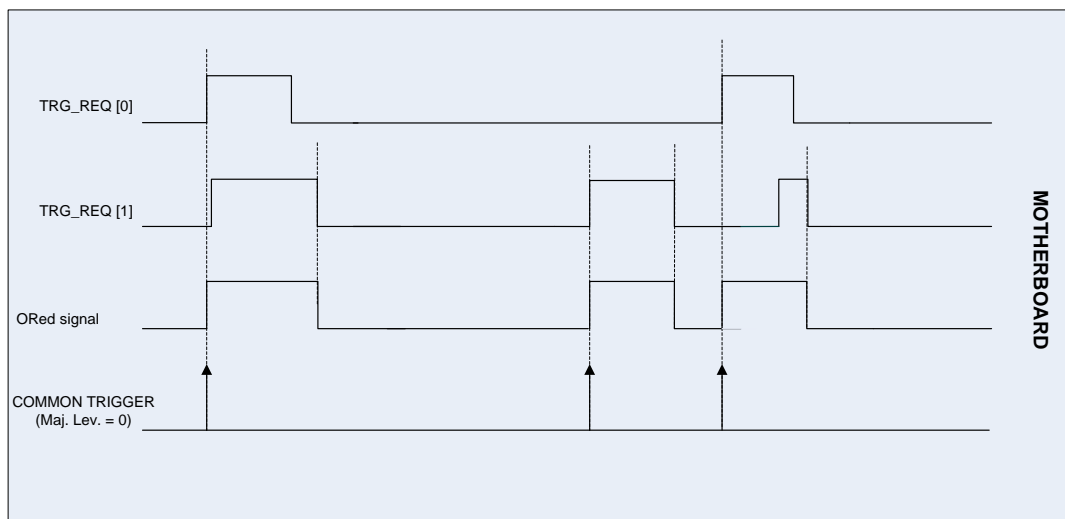 TRG_REQ [0]
TRG_REQ [1]
ORed signal
COMMON TRIGGER
(Maj. Lev. = 0)
MOTHERBOARD